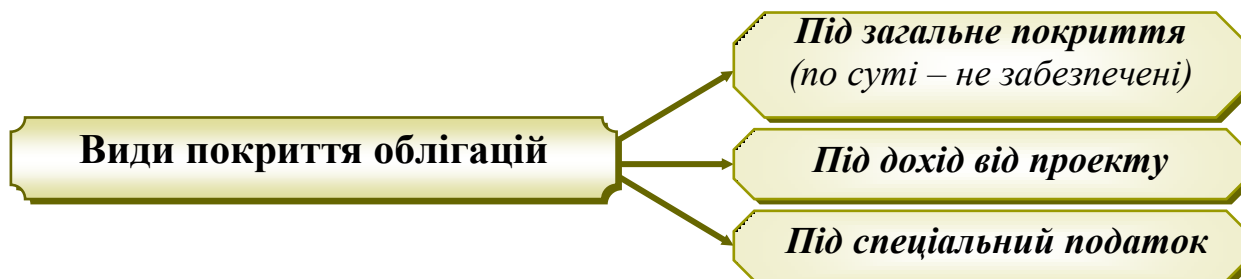 Види покриття облігацій
Під загальне покриття
(по суті – не забезпечені)
Під дохід від проекту
Під спеціальний податок